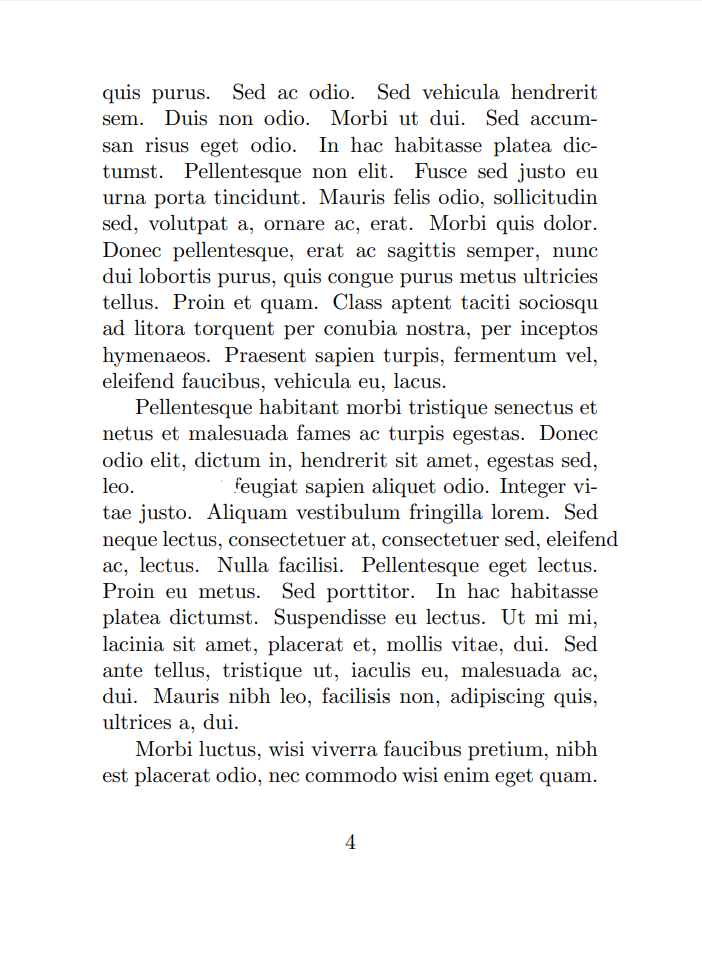 quis purus. Sed ac odio. Sed vehicula hendrerit
sem. Duis non odio. Morbi ut dui. Sed accum-
san risus eget odio. In hac habitasse platea dic-
tumst. Pellentesque non elit. Fusce sed justo eu
urna porta tincidunt. Mauris felis odio, sollicitudin
sed, volutpat a, ornare ac, erat. Morbi quis dolor.
Donec pellentesque, erat ac sagittis semper, nunc
dui lobortis purus, quis congue purus metus ultricies
tellus. Proin et quam. Class aptent taciti sociosqu
ad litora torquent per conubia nostra, per inceptos
hymenaeos. Praesent sapien turpis, fermentum vel,
eleifend faucibus, vehicula eu, lacus.
Pellentesque habitant morbi tristique senectus et
netus et malesuada fames ac turpis egestas. Donec
odio elit, dictum in, hendrerit sit amet, egestas sed,
leo. feugiat sapien aliquet odio. Integer vi-
tae justo. Aliquam vestibulum fringilla lorem. Sed
neque lectus, consectetuer at, consectetuer sed, eleifend
ac, lectus. Nulla facilisi. Pellentesque eget lectus.
Proin eu metus. Sed porttitor. In hac habitasse
platea dictumst. Suspendisse eu lectus. Ut mi mi,
lacinia sit amet, placerat et, mollis vitae, dui. Sed
ante tellus, tristique ut, iaculis eu, malesuada ac,
dui. Mauris nibh leo, facilisis non, adipiscing quis,
ultrices a, dui.
Morbi luctus, wisi viverra faucibus pretium, nibh
est placerat odio, nec commodo wisi enim eget quam.
4